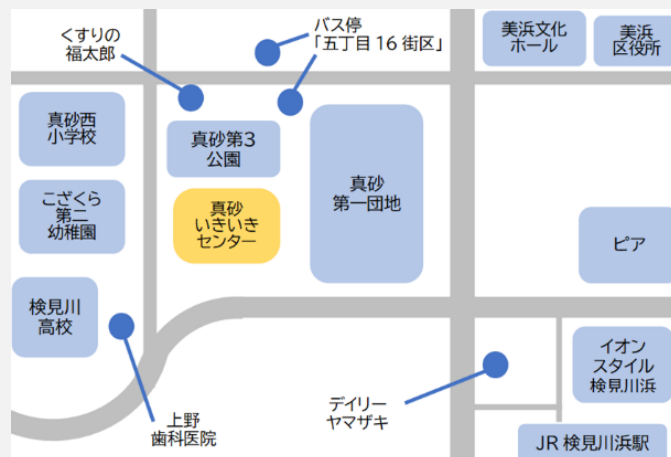 くすりの
福太郎
バス停
「五丁目16街区」
美浜文化
ホール
美浜
区役所
真砂西
小学校
真砂第3
公園
真砂
第一団地
こざくら
第二
幼稚園
真砂
いきいき
センター
ピア
検見川
高校
イオン
スタイル
検見川浜
デイリー
ヤマザキ
上野
歯科医院
JR検見川浜駅